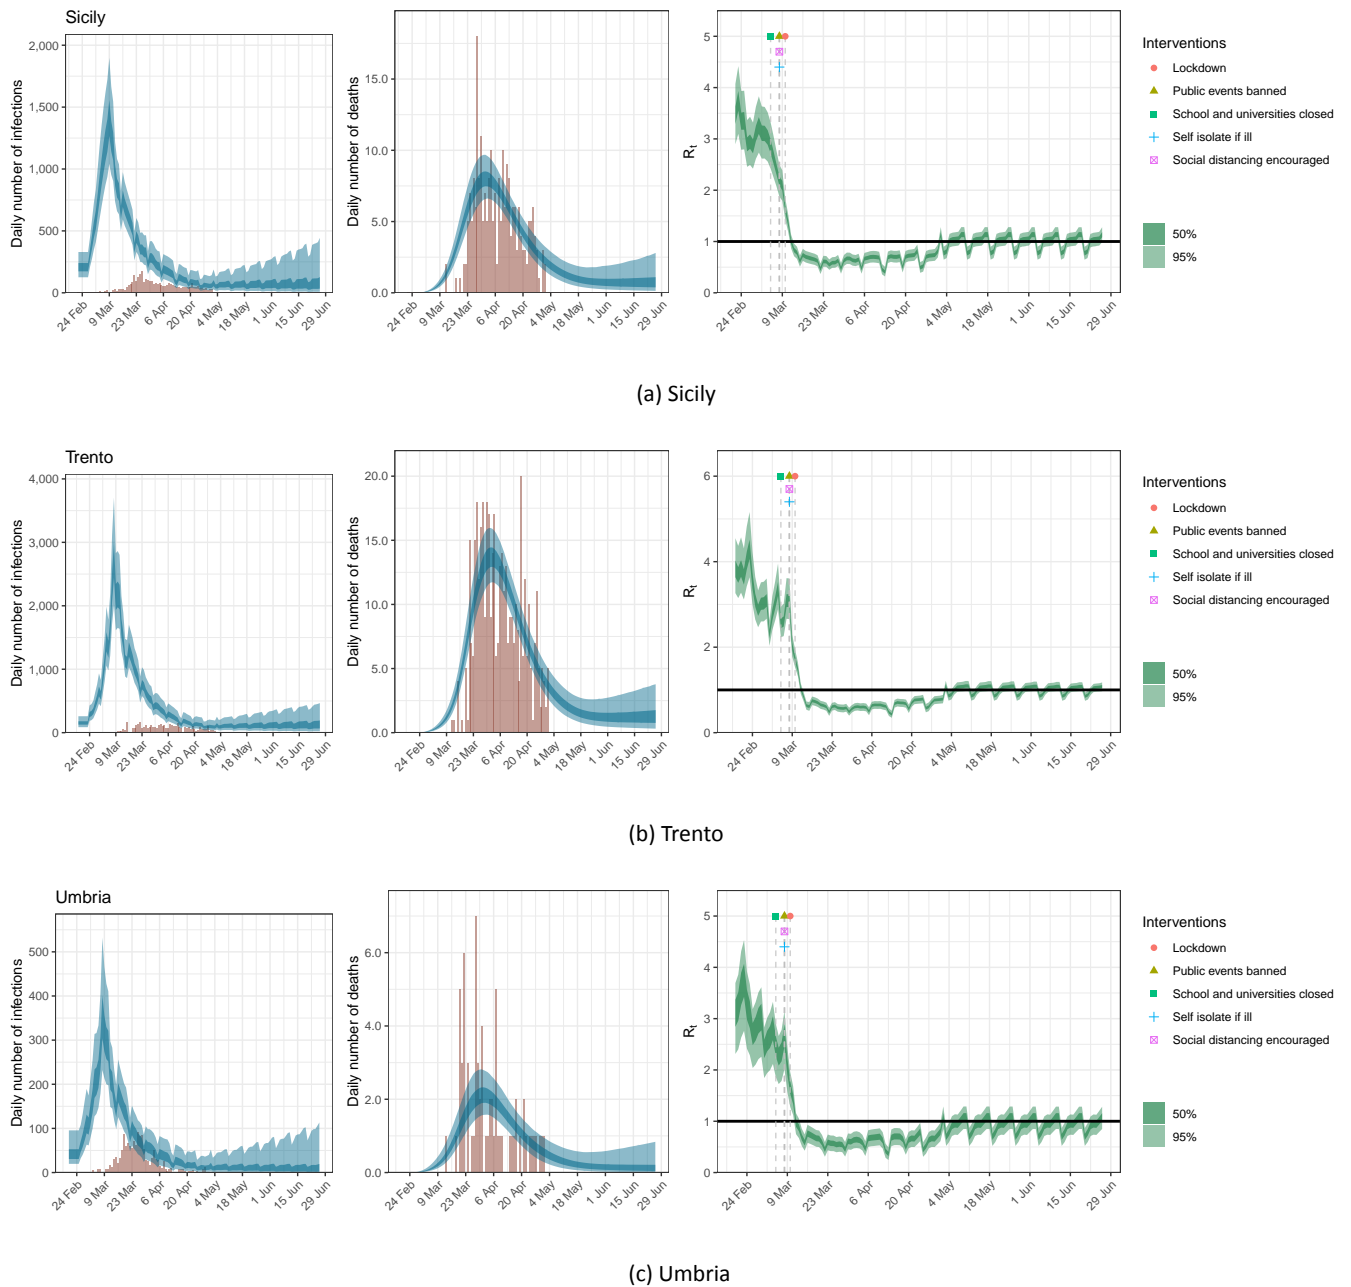 Sicily
Daily number of infections
2,000
1,500
1,000
500
0
24 Feb
9 Mar
23 Mar
6 Apr
20 Apr
4 May
18 May
1 Jun
15 Jun
29 Jun
Daily number of deaths
15.0
10.0
5.0
0.0
24 Feb
9 Mar
23 Mar
6 Apr
20 Apr
4 May
18 May
1 Jun
15 Jun
29 Jun
Rt
5
4
3
2
1
0
24 Feb
9 Mar
23 Mar
6 Apr
20 Apr
4 May
18 May
1 Jun
15 Jun
29 Jun
Interventions
Lockdown
Public events banned
School and universities closed
Self isolate if ill
Social distancing encouraged
50%
95%
(a) Sicily
Trento
Daily number of infections
4,000
3,000
2,000
1,000
0
24 Feb
9 Mar
23 Mar
6 Apr
20 Apr
4 May
18 May
1 Jun
15 Jun
29 Jun
Daily number of deaths
20.0
15.0
10.0
5.0
0.0
24 Feb
9 Mar
23 Mar
6 Apr
20 Apr
4 May
18 May
1 Jun
15 Jun
29 Jun
Rt
6
5
4
3
2
1
0
24 Feb
9 Mar
23 Mar
6 Apr
20 Apr
4 May
18 May
1 Jun
15 Jun
29 Jun
Interventions
Lockdown
Public events banned
School and universities closed
Self isolate if ill
Social distancing encouraged
50%
95%
(b) Trento
Umbria
Daily number of infections
500
400
300
200
100
0
24 Feb
9 Mar
23 Mar
6 Apr
20 Apr
4 May
18 May
1 Jun
15 Jun
29 Jun
Daily number of deaths
6.0
4.0
2.0
0.0
24 Feb
9 Mar
23 Mar
6 Apr
20 Apr
4 May
18 May
1 Jun
15 Jun
29 Jun
Rt
5
4
3
2
1
0
24 Feb
9 Mar
23 Mar
6 Apr
20 Apr
4 May
18 May
1 Jun
15 Jun
29 Jun
Interventions
Lockdown
Public events banned
School and universities closed
Self isolate if ill
Social distancing encouraged
50%
95%
(c) Umbria